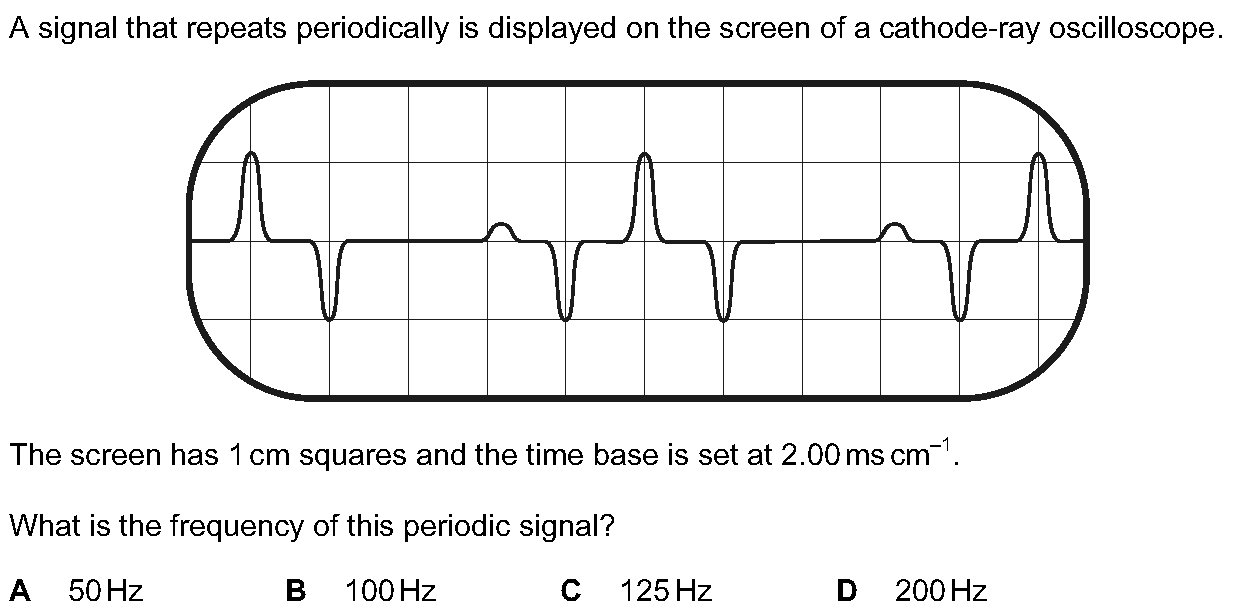 A signal that repeats periodically is displayed on the screen of a cathode-ray oscilloscope.
The screen has 1 cm squares and the time base is set at 2.00 ms cm⁻¹.
What is the frequency of this periodic signal?
A 50 Hz B 100 Hz C 125 Hz D 200 Hz